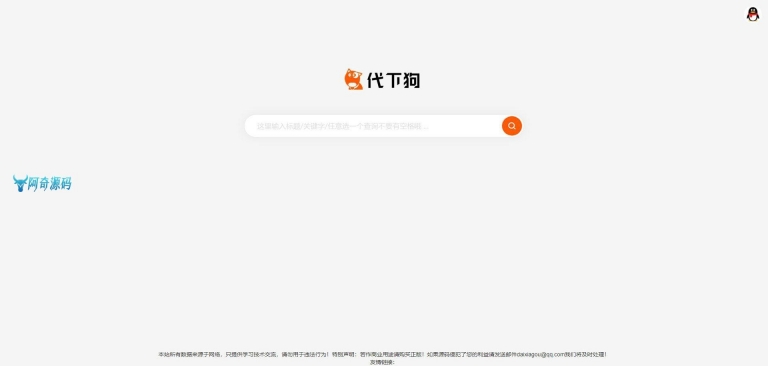 代下狗
这里输入标题/关键字/任意选一个查询不要有空格哦...
阿奇源码
本站所有数据来源于网络，只提供学习技术交流，请勿用于违法行为！特别声明：若作商业用途请购买正版！如果源码侵犯了您的利益请发送邮件daixiagou@qq.com我们将及时处理！
友情链接：